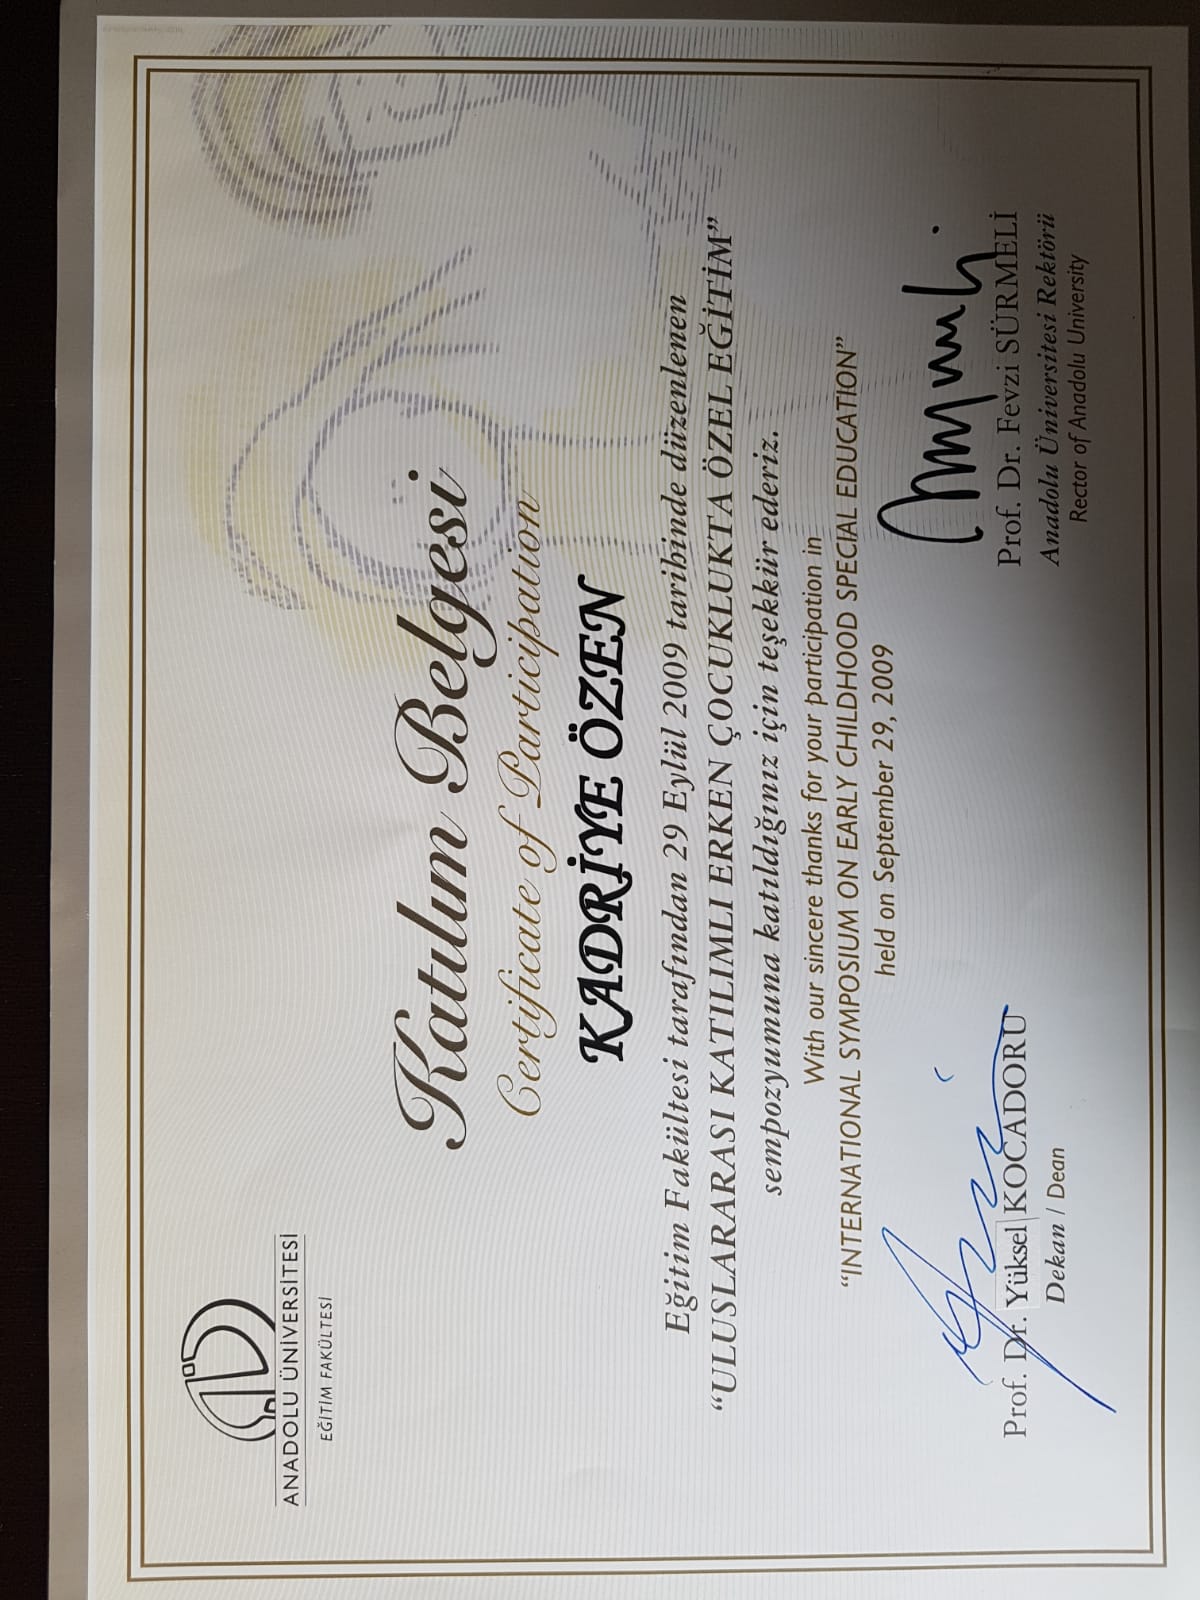 ANADOLU ÜNİVERSİTESİ
EĞİTİM FAKÜLTESİ
Katılım Belgesi
Certificate of Participation
KADRİYE ÖZEN
Eğitim Fakültesi tarafından 29 Eylül 2009 tarihinde düzenlenen
“ULUSLARARASI KATILIMLI ERKEN ÇOCUKLUKTA ÖZEL EĞİTİM”
sempozyumuna katıldığınız için teşekkür ederiz.
With our sincere thanks for your participation in
“INTERNATIONAL SYMPOSIUM ON EARLY CHILDHOOD SPECIAL EDUCATION”
held on September 29, 2009
Prof. Dr. Yüksel KOCADORU
Dekan / Dean
Prof. Dr. Fevzi SÜRMELİ
Anadolu Üniversitesi Rektörü
Rector of Anadolu University